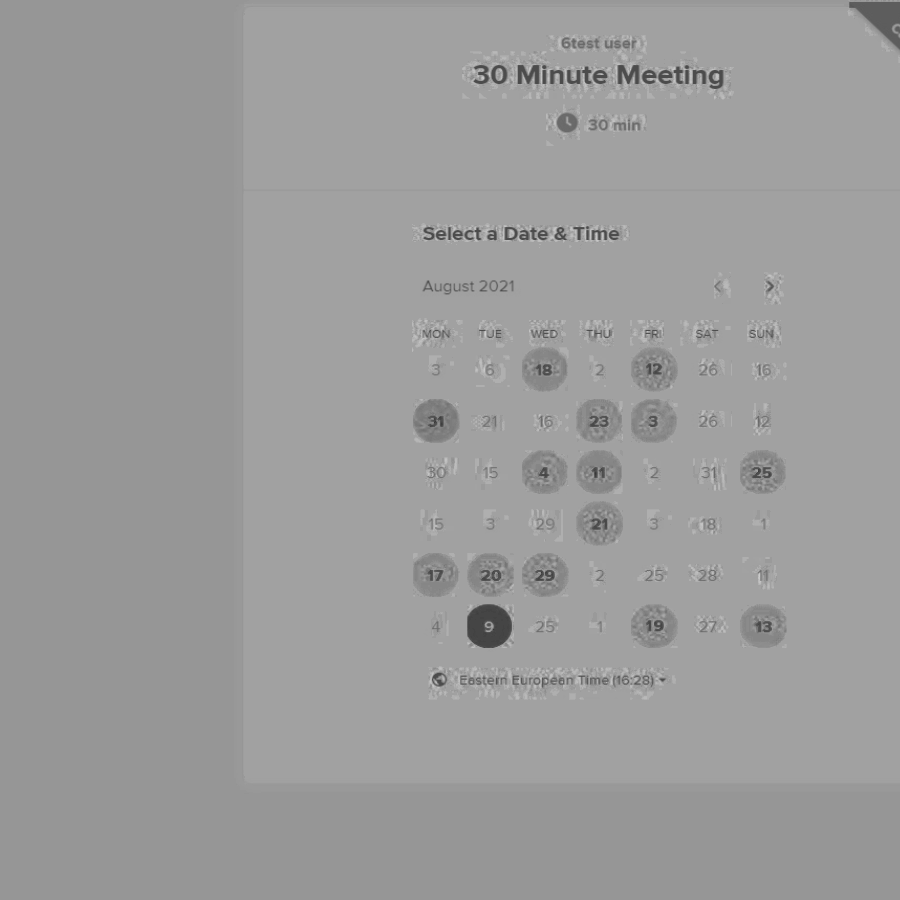 6test user
30 Minute Meeting
30 min
Select a Date & Time
August 2021
MON TUE WED THU FRI SAT SUN
3 6 18 2 12 26 16
31 21 16 23 3 26 12
30 15 4 11 2 31 25
15 3 29 21 3 18 1
17 20 29 2 25 28 11
4 9 25 1 19 27 13
Eastern European Time (16:28)